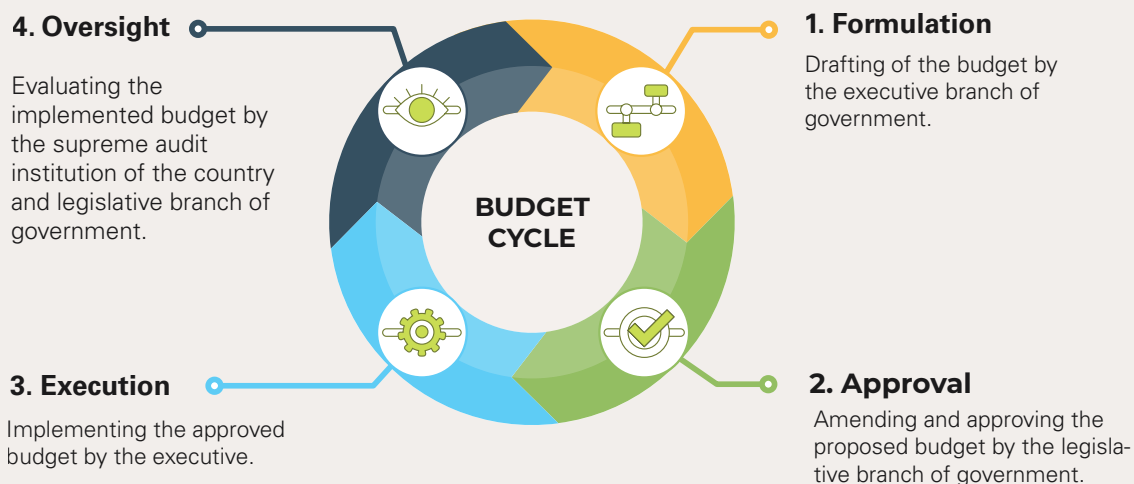 1. Formulation
Drafting of the budget by
the executive branch of
government.
2. Approval
Amending and approving the
proposed budget by the legisla-
tive branch of government.
3. Execution
Implementing the approved
budget by the executive.
4. Oversight
Evaluating the
implemented budget by
the supreme audit
institution of the country
and legislative branch of
government.
BUDGET
CYCLE